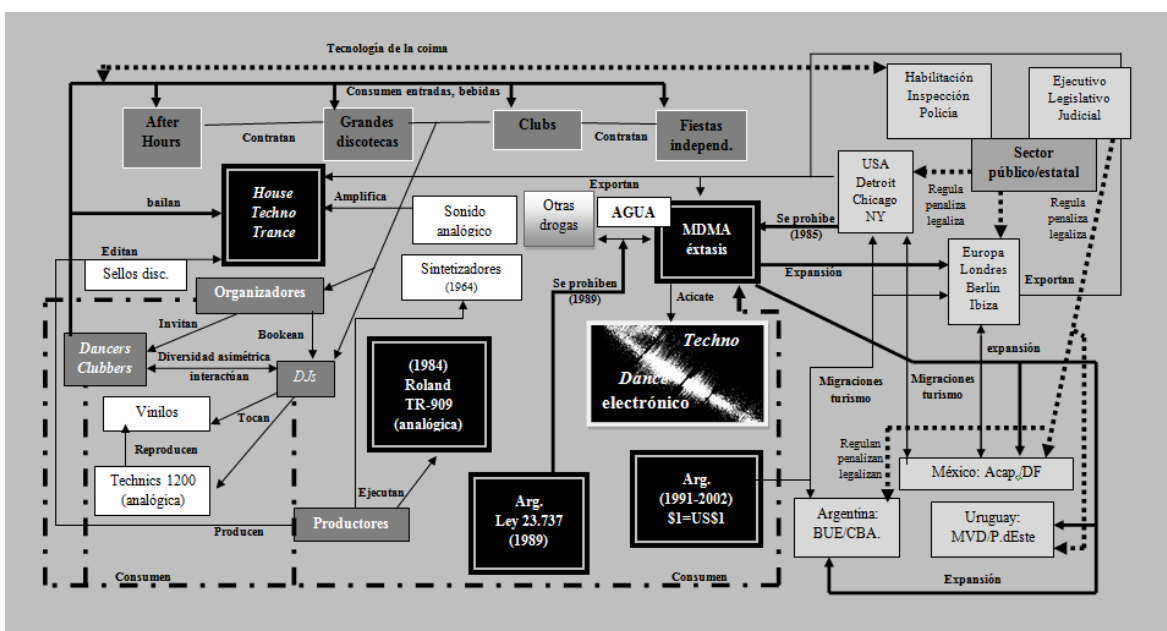 Tecnología de la coima
Habilitación
Inspección
Policía
Ejecutivo
Legislativo
Judicial
Consumen entradas, bebidas
After
Hours
Contratan
Grandes
discotecas
Clubs
Contratan
Fiestas
independ.
Sector
público/estatal
USA
Detroit
Chicago
NY
Regula
penaliza
legaliza
Regula
penaliza
legaliza
bailan
House
Techno
Trance
Amplifica
Sonido
analógico
Exportan
Otras
drogas
AGUA
MDMA
éxtasis
Se prohíbe
(1985)
Editan
Sellos disc.
Sintetizadores
(1964)
Se prohíben
(1989)
Expansión
Europa
Londres
Berlín
Ibiza
Exportan
Organizadores
Acicate
Invitan
Bookean
Dancers
Clubbers
Diversidad asimétrica
interactúan
DJs
(1984)
Roland
TR-909
(analógica)
Techno
Dance
electrónico
expansión
Migraciones
turismo
Migraciones
turismo
Vinilos
Tocan
Reproducen
Technics 1200
(analógica)
Regulan
penalizan
legalizan
México: Acap./DF
Ejecutan
Arg.
Ley 23.737
(1989)
Arg.
(1991-2002)
$1=US$1
Argentina:
BUE/CBA.
Uruguay:
MVD/P.dEste
Producen
Productores
Consumen
Consumen
Expansión